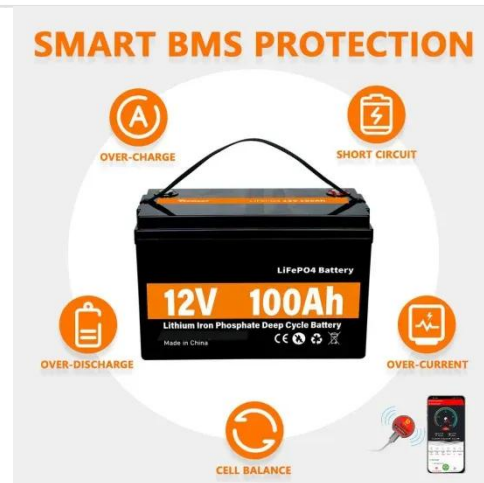 SMART BMS PROTECTION
OVER-CHARGE
SHORT CIRCUIT
LiFePO4 Battery
12V 100Ah
Lithium Iron Phosphate Deep Cycle Battery
Made in China
CE
OVER-DISCHARGE
OVER-CURRENT
CELL BALANCE